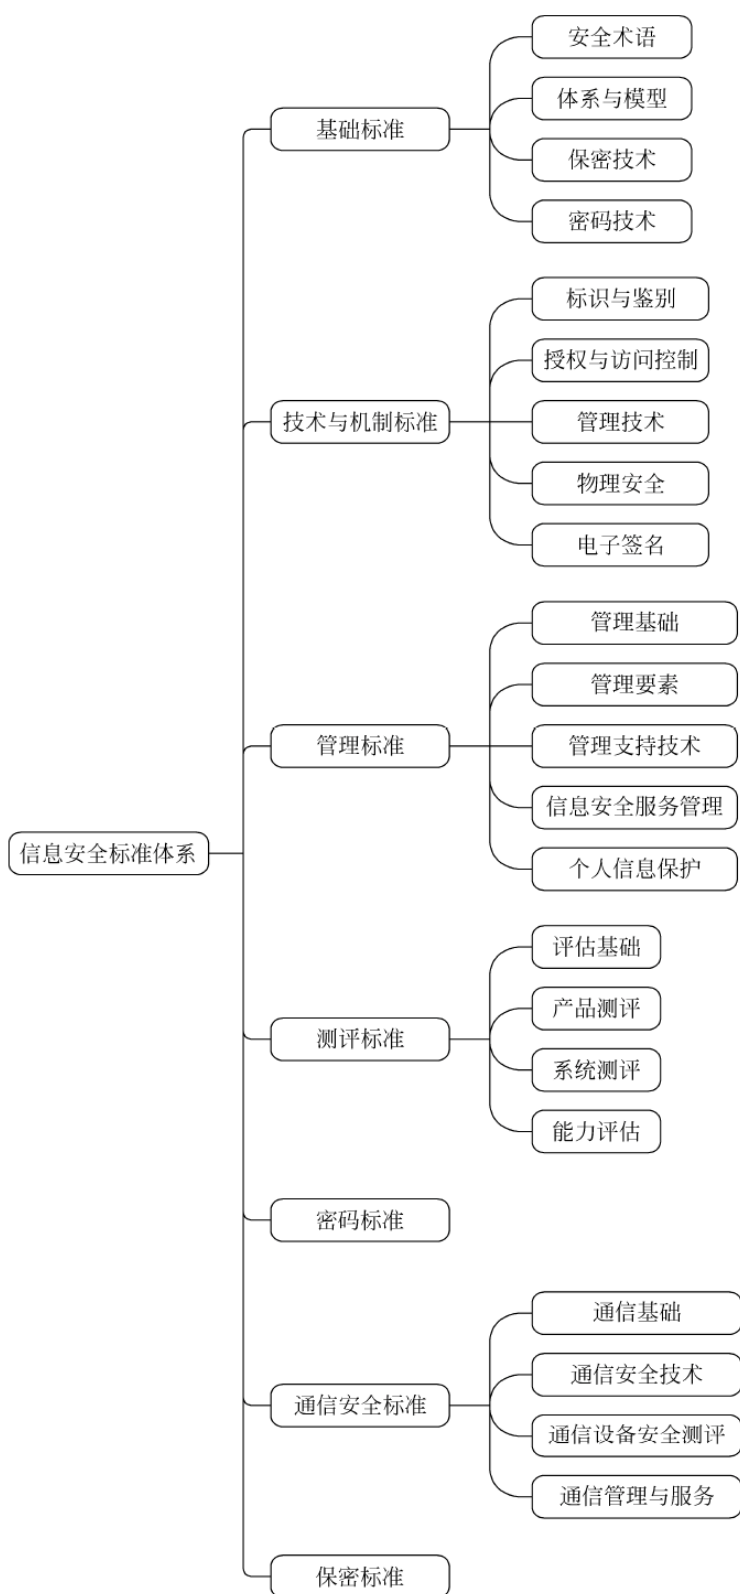 信息安全标准体系
基础标准
安全术语
体系与模型
保密技术
密码技术
技术与机制标准
标识与鉴别
授权与访问控制
管理技术
物理安全
电子签名
管理标准
管理基础
管理要素
管理支持技术
信息安全服务管理
个人信息保护
测评标准
评估基础
产品测评
系统测评
能力评估
密码标准
通信安全标准
通信基础
通信安全技术
通信设备安全测评
通信管理与服务
保密标准